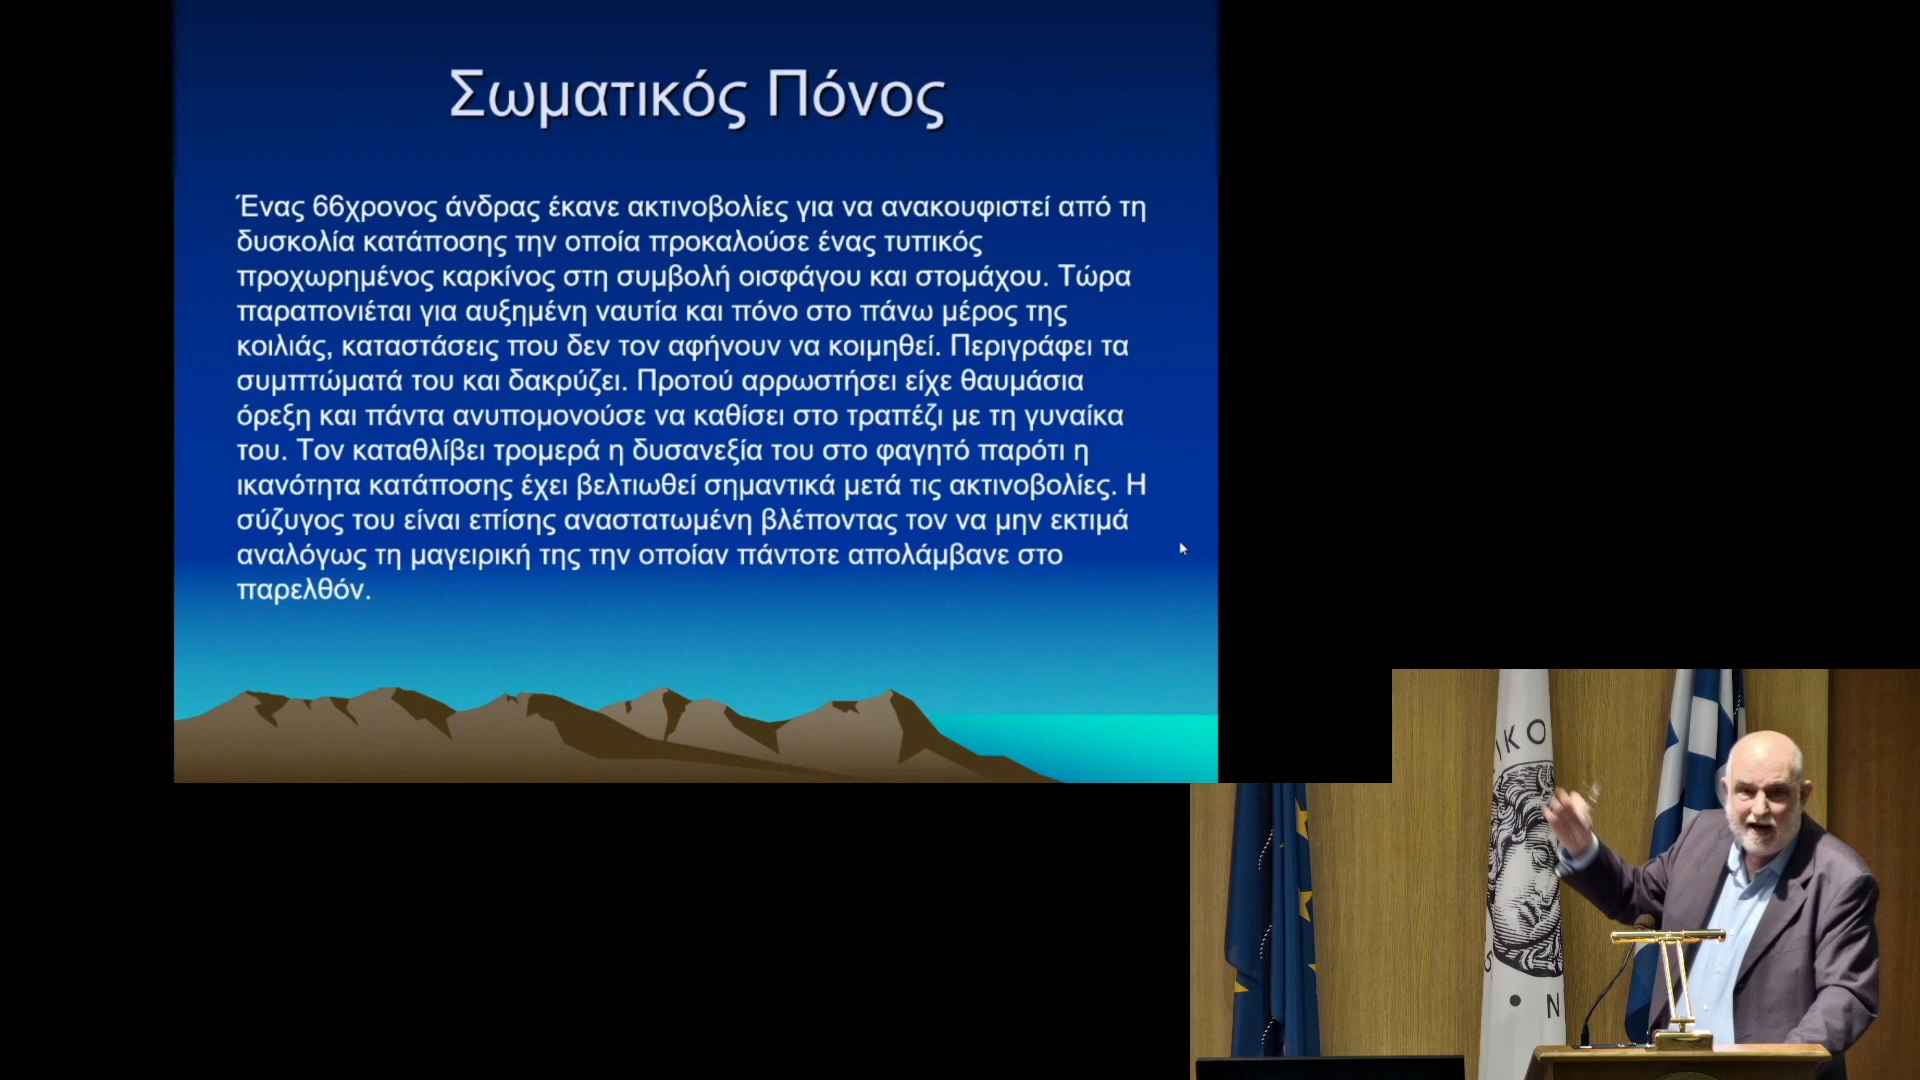 Σωματικός Πόνος
Ένας 66χρονος άνδρας έκανε ακτινοβολίες για να ανακουφιστεί από τη
δυσκολία κατάποσης την οποία προκαλούσε ένας τυπικός
προχωρημένος καρκίνος στη συμβολή οισφάγου και στομάχου. Τώρα
παραπονιέται για αυξημένη ναυτία και πόνο στο πάνω μέρος της
κοιλιάς, καταστάσεις που δεν τον αφήνουν να κοιμηθεί. Περιγράφει τα
συμπτώματά του και δακρύζει. Προτού αρρωστήσει είχε θαυμάσια
όρεξη και πάντα ανυπομονούσε να καθίσει στο τραπέζι με τη γυναίκα
του. Τον καταθλίβει τρομερά η δυσανεξία του στο φαγητό παρότι η
ικανότητα κατάποσης έχει βελτιωθεί σημαντικά μετά τις ακτινοβολίες. Η
σύζυγος του είναι επίσης αναστατωμένη βλέποντας τον να μην εκτιμά
αναλόγως τη μαγειρική της την οποίαν πάντοτε απολάμβανε στο
παρελθόν.
ΙΚΟ
• Ν